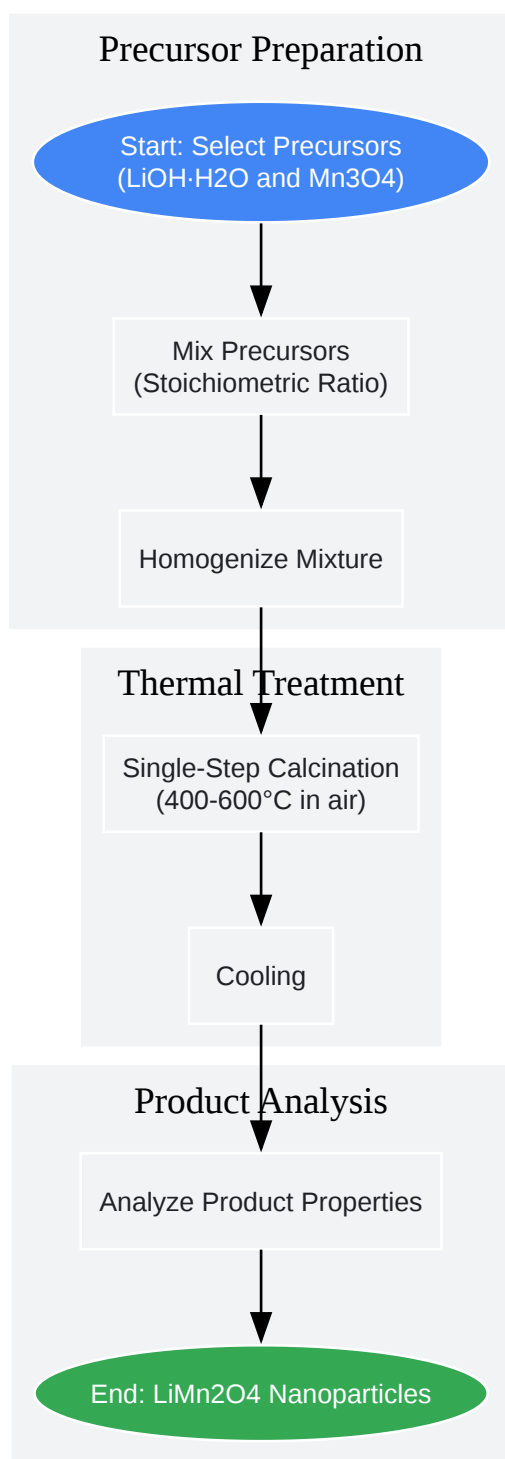 Precursor Preparation
Start: Select Precursors
(LiOH·H2O and Mn3O4)
Mix Precursors
(Stoichiometric Ratio)
Homogenize Mixture
Thermal Treatment
Single-Step Calcination
(400-600°C in air)
Cooling
Product Analysis
Analyze Product Properties
End: LiMn2O4 Nanoparticles